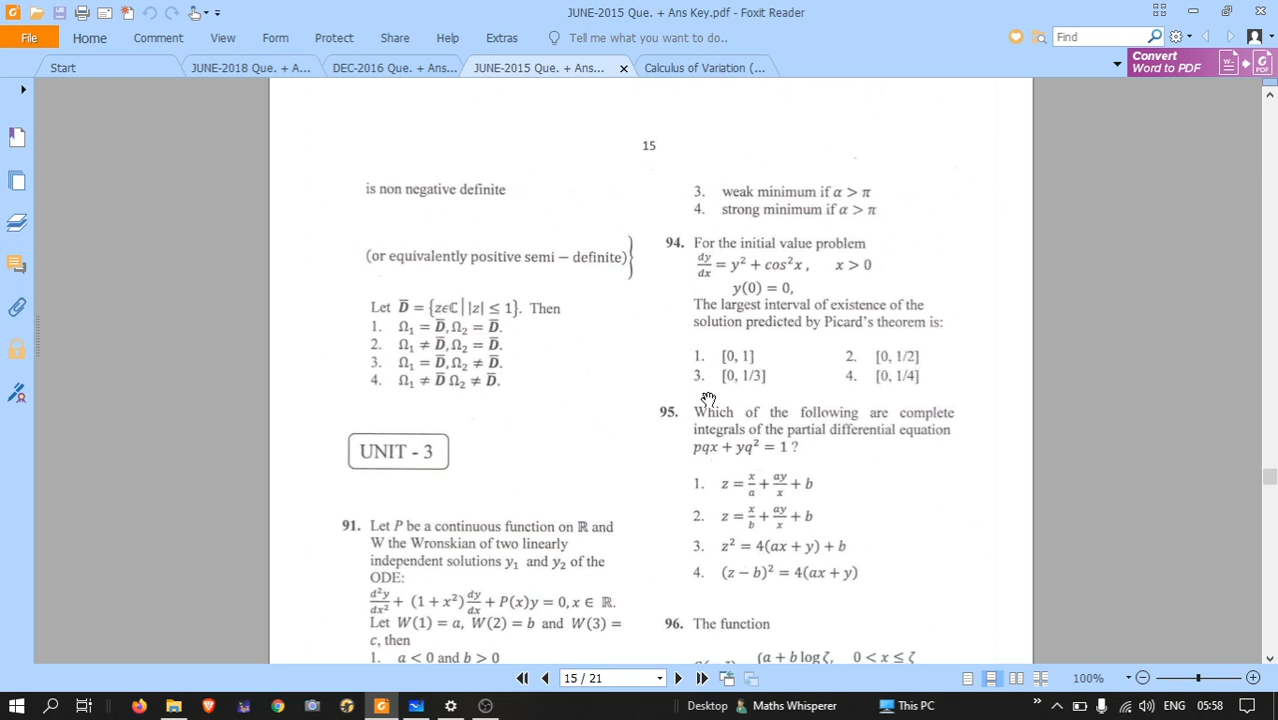 JUNE-2015 Que. + Ans Key.pdf - Foxit Reader
File Home Comment View Form Protect Share Help Extras Tell me what you want to do.. Find
Start JUNE-2018 Que. + A... DEC-2016 Que. + Ans... JUNE-2015 Que. + Ans... Calculus of Variation (... Convert
Word to PDF
15
is non negative definite
(or equivalently positive semi − definite)}
Let D̅ = {zϵℂ | |z| ≤ 1}. Then
1. Ω₁ = D̅, Ω₂ = D̅.
2. Ω₁ ≠ D̅, Ω₂ = D̅.
3. Ω₁ = D̅, Ω₂ ≠ D̅.
4. Ω₁ ≠ D̅ Ω₂ ≠ D̅.
UNIT - 3
91. Let P be a continuous function on ℝ and
W the Wronskian of two linearly
independent solutions y₁ and y₂ of the
ODE:
d²y/dx² + (1 + x²) dy/dx + P(x)y = 0, x ∈ ℝ.
Let W(1) = a, W(2) = b and W(3) =
c, then
1. a < 0 and b > 0
3. weak minimum if α > π
4. strong minimum if α > π
94. For the initial value problem
dy/dx = y² + cos²x, x > 0
y(0) = 0,
The largest interval of existence of the
solution predicted by Picard's theorem is:
1. [0, 1] 2. [0, 1/2]
3. [0, 1/3] 4. [0, 1/4]
95. Which of the following are complete
integrals of the partial differential equation
pqx + yq² = 1 ?
1. z = x/a + ay/x + b
2. z = x/b + ay/x + b
3. z² = 4(ax + y) + b
4. (z − b)² = 4(ax + y)
96. The function
(a + b log ζ, 0 < x ≤ ζ
15 / 21 100%
Desktop Maths Whisperer This PC ENG 05:58